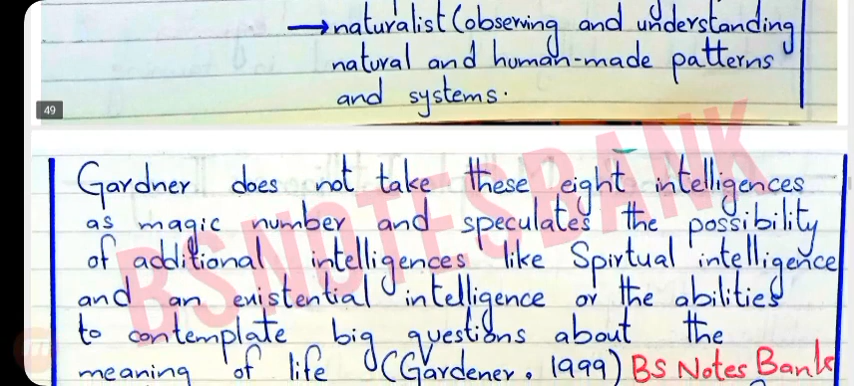 → naturalist (observing and understanding
natural and human-made patterns
and systems.
49
Gardner does not take these eight intelligences
as magic number and speculates the possibility
of additional intelligences like Spirtual intelligence
and an existential intelligence or the abilities
to contemplate big questions about the
meaning of life (Gardener, 1999) BS Notes Bank
BSNOTESBANK